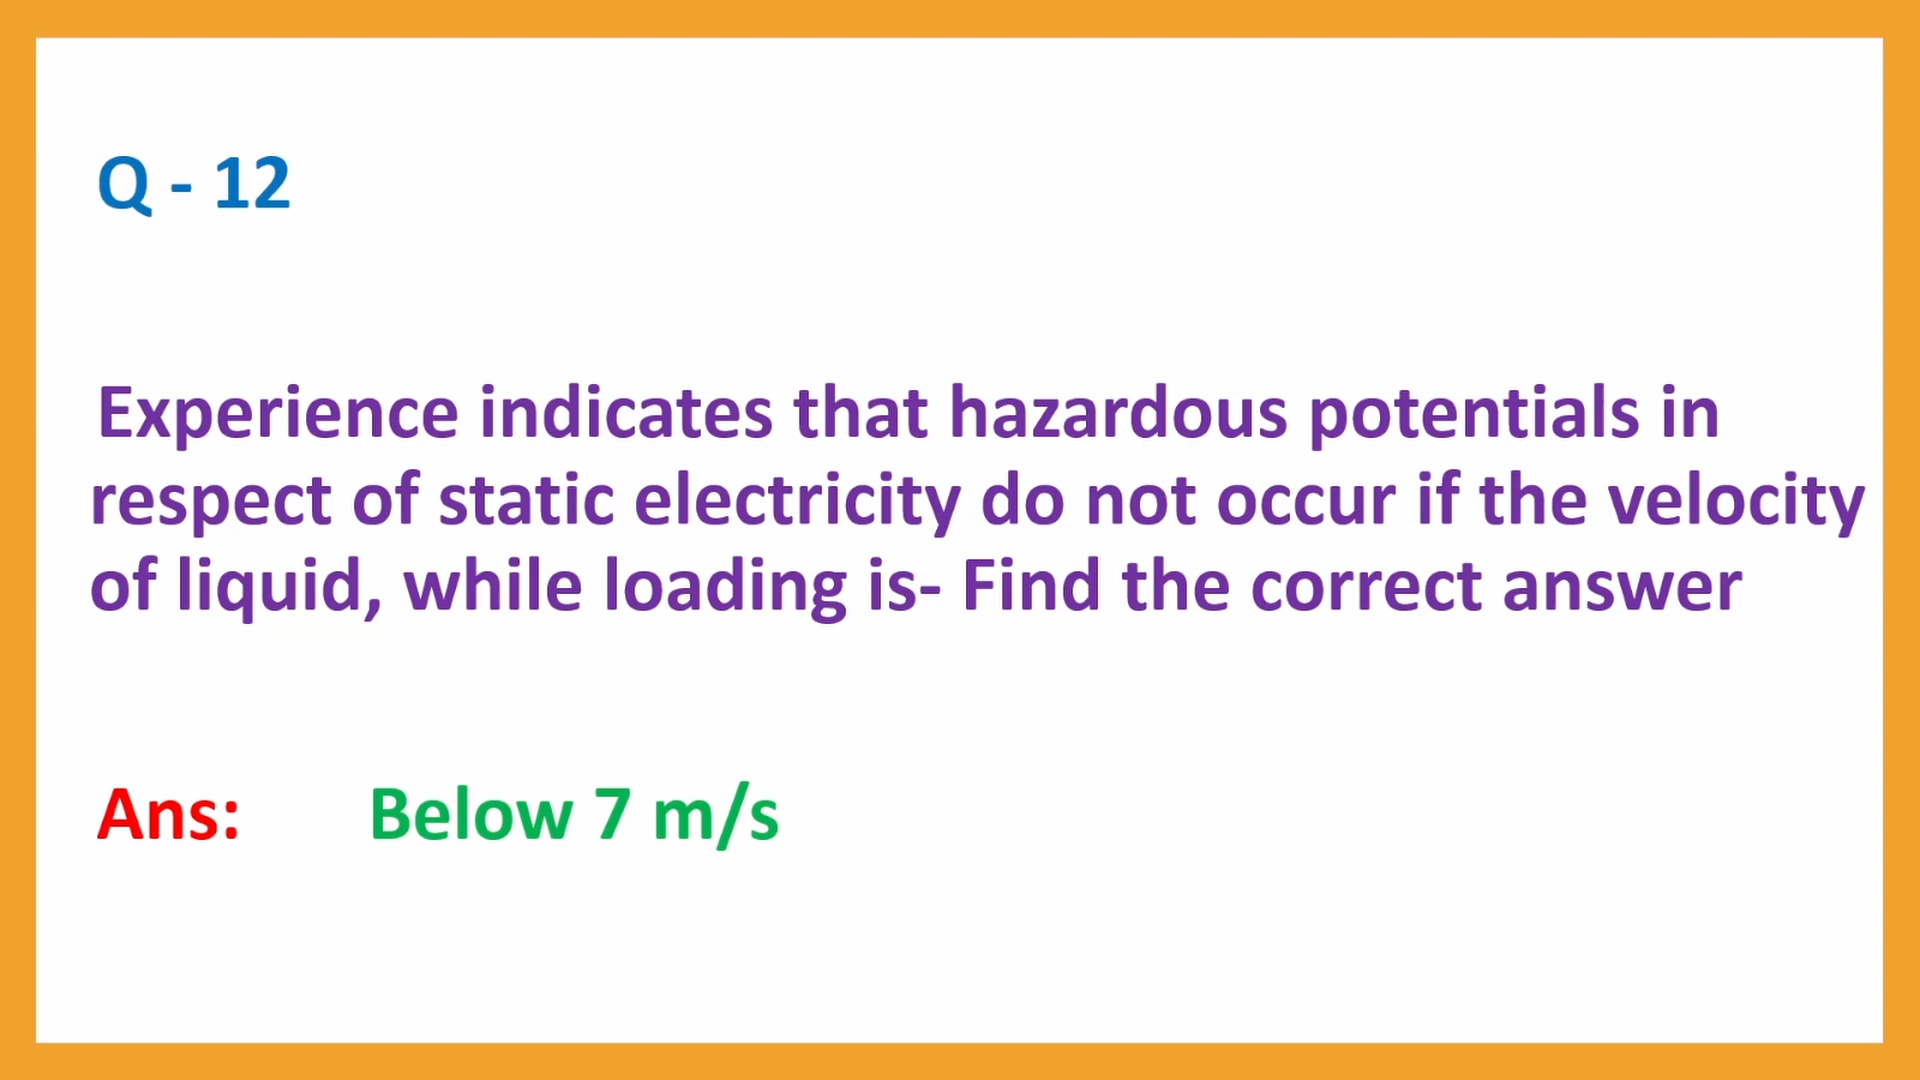 Q - 12
Experience indicates that hazardous potentials in
respect of static electricity do not occur if the velocity
of liquid, while loading is- Find the correct answer
Ans: Below 7 m/s